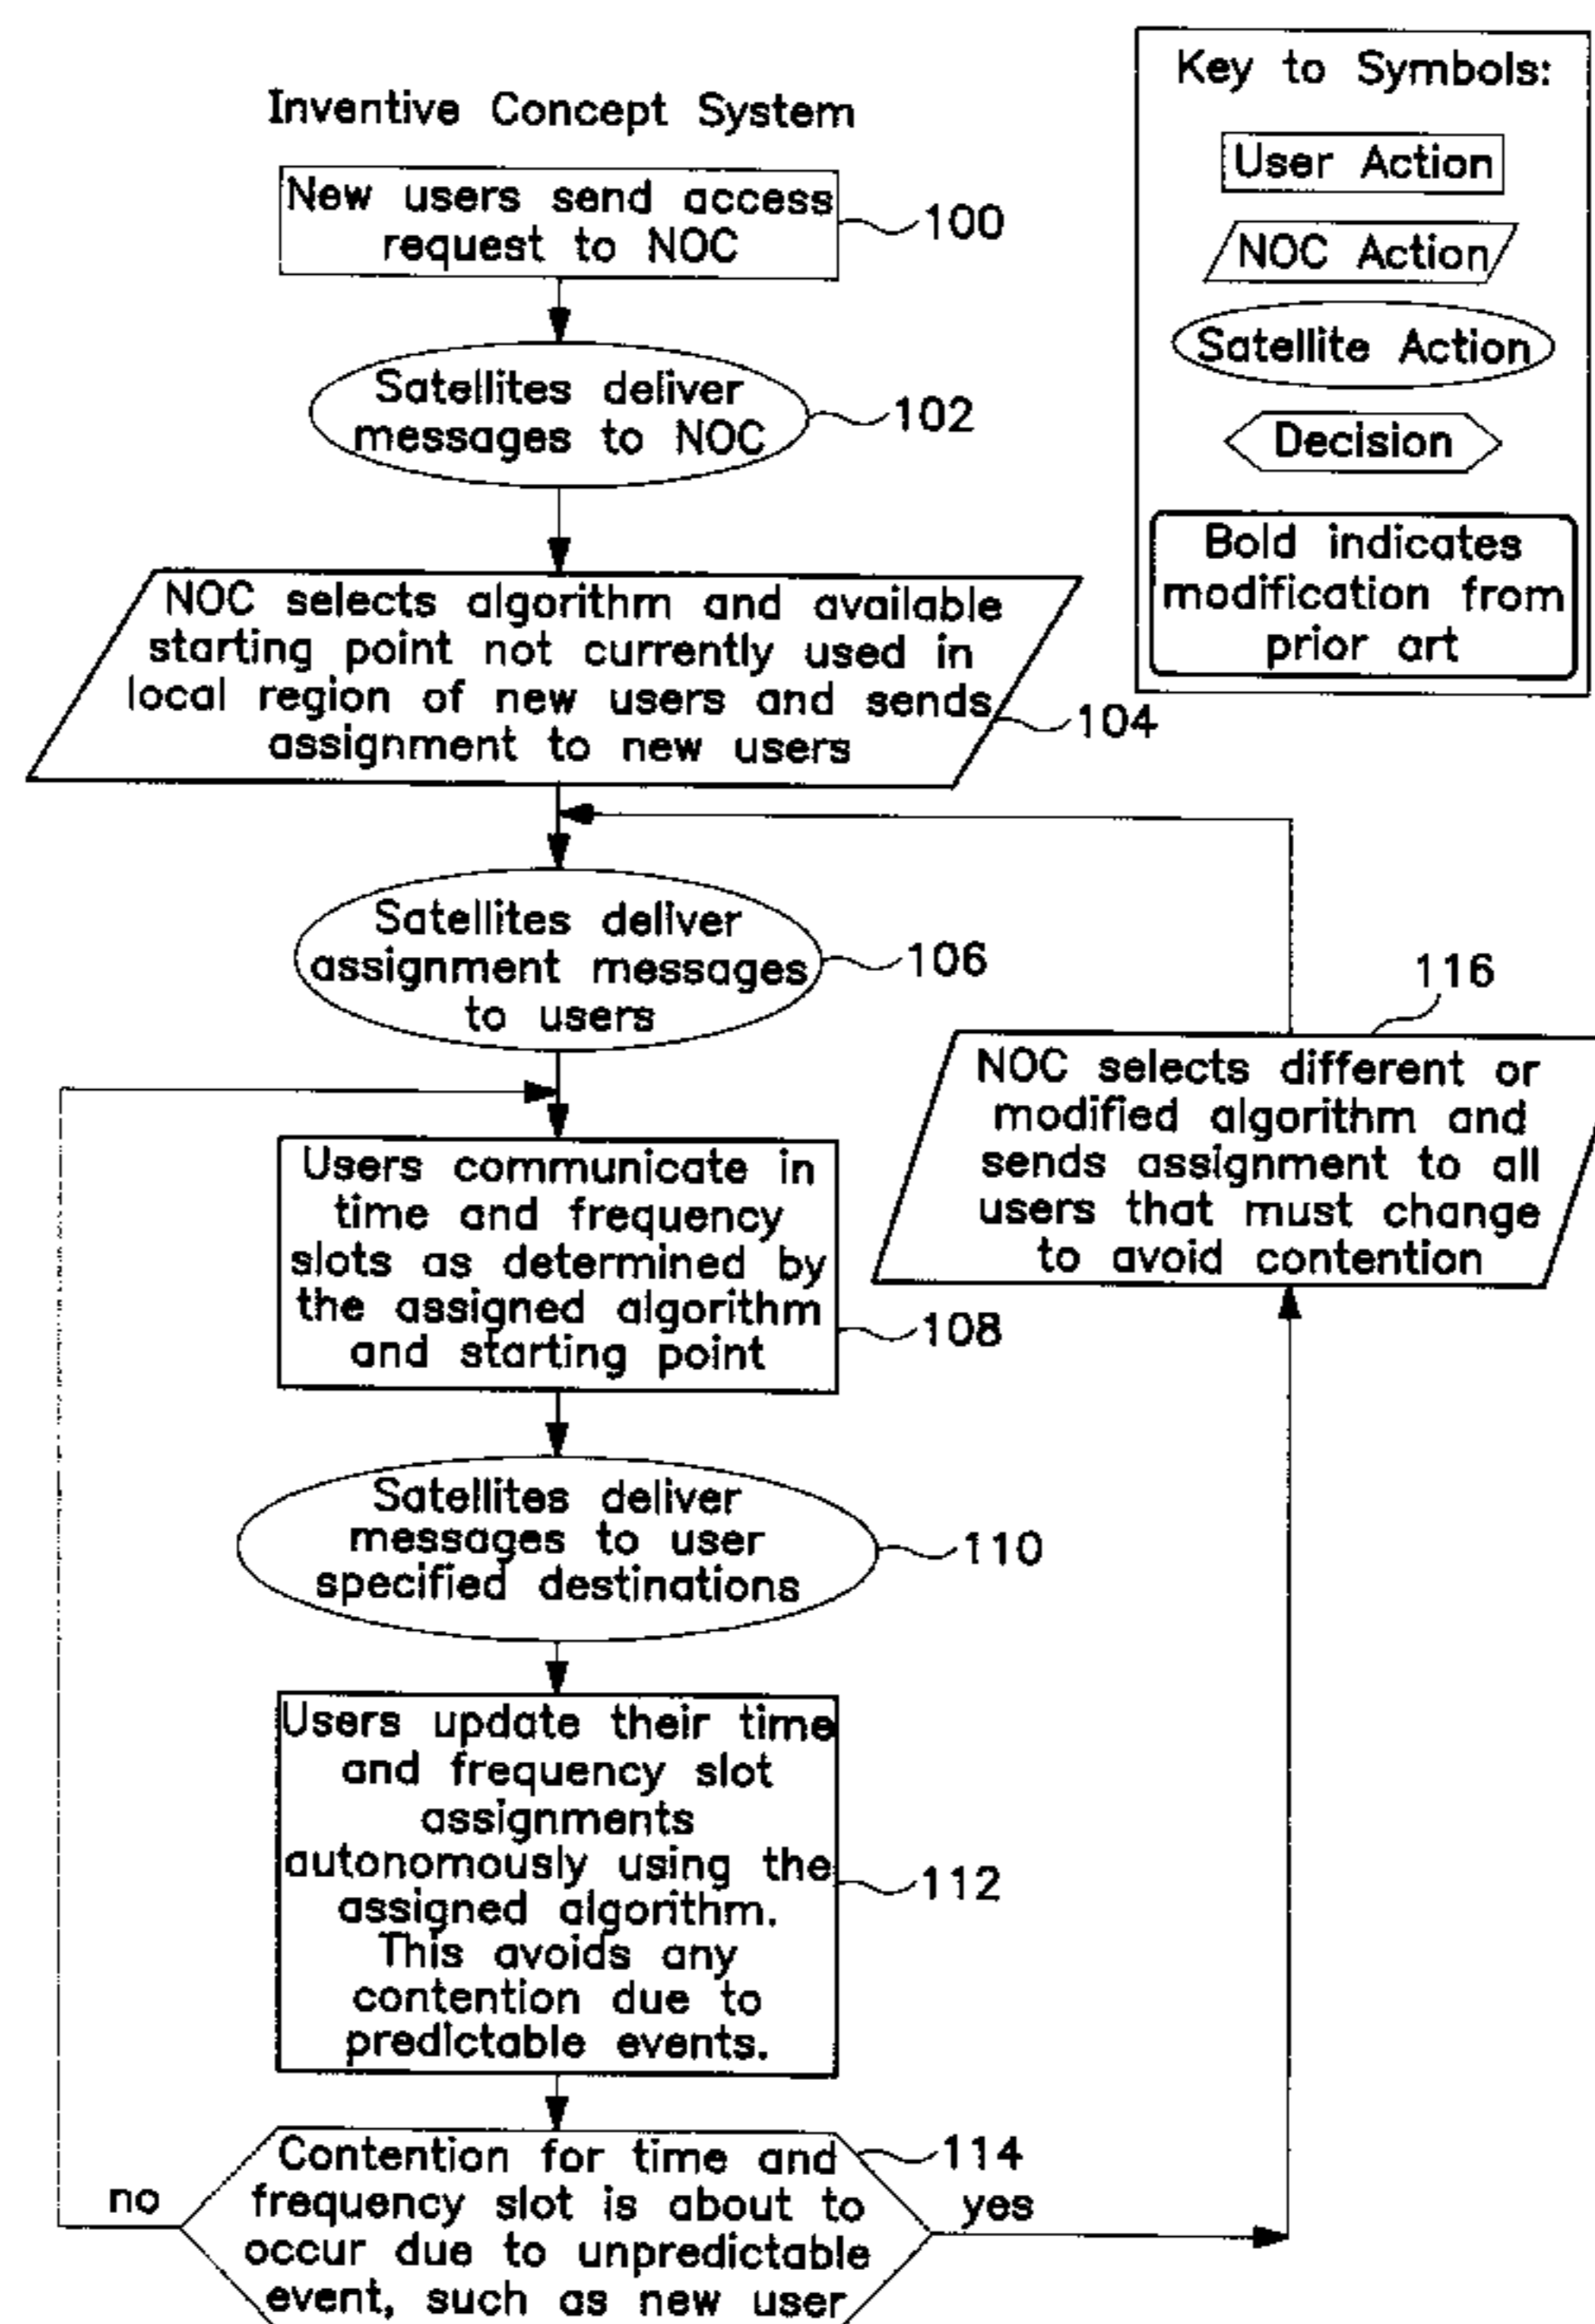 Inventive Concept System
New users send access
request to NOC
100
Satellites deliver
messages to NOC
102
NOC selects algorithm and available
starting point not currently used in
local region of new users and sends
assignment to new users
104
Satellites deliver
assignment messages
to users
106
Users communicate in
time and frequency
slots as determined by
the assigned algorithm
and starting point
108
Satellites deliver
messages to user
specified destinations
110
Users update their time
and frequency slot
assignments
autonomously using the
assigned algorithm.
This avoids any
contention due to
predictable events.
112
Contention for time and
frequency slot is about to
occur due to unpredictable
event, such as new user
114
no
yes
116
NOC selects different or
modified algorithm and
sends assignment to all
users that must change
to avoid contention
Key to Symbols:
User Action
NOC Action
Satellite Action
Decision
Bold indicates
modification from
prior art